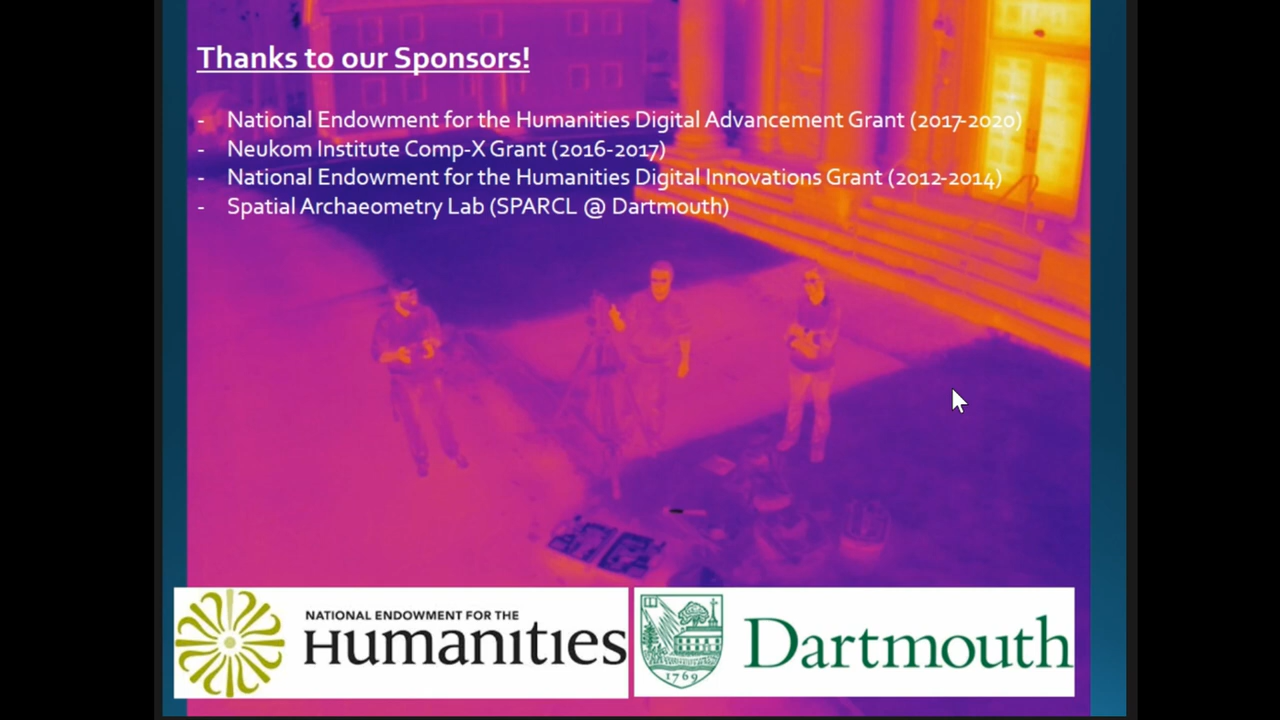 Thanks to our Sponsors!
- National Endowment for the Humanities Digital Advancement Grant (2017-2020)
- Neukom Institute Comp-X Grant (2016-2017)
- National Endowment for the Humanities Digital Innovations Grant (2012-2014)
- Spatial Archaeometry Lab (SPARCL @ Dartmouth)
NATIONAL ENDOWMENT FOR THE
Humanities
1769
Dartmouth